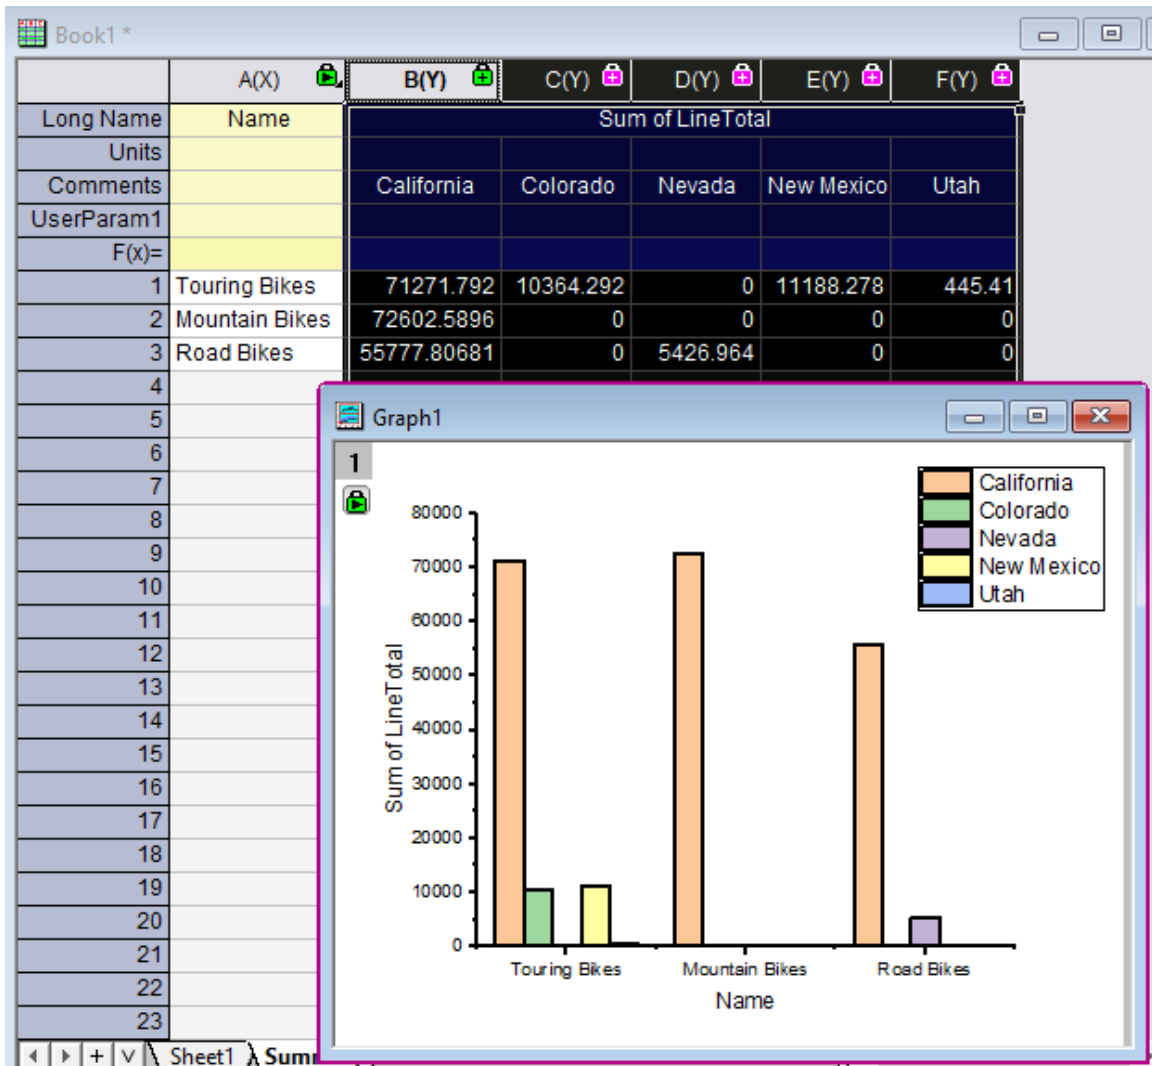 Book1 *
A(X) B(Y) C(Y) D(Y) E(Y) F(Y)
Long Name Name Sum of LineTotal
Units
Comments California Colorado Nevada New Mexico Utah
UserParam1
F(x)=
1 Touring Bikes 71271.792 10364.292 0 11188.278 445.41
2 Mountain Bikes 72602.5896 0 0 0 0
3 Road Bikes 55777.80681 0 5426.964 0 0
4
5
6
7
8
9
10
11
12
13
14
15
16
17
18
19
20
21
22
23
Sheet1
Graph1
1
California
Colorado
Nevada
New Mexico
Utah
80000
70000
60000
50000
40000
30000
20000
10000
0
Sum of LineTotal
Touring Bikes Mountain Bikes Road Bikes
Name